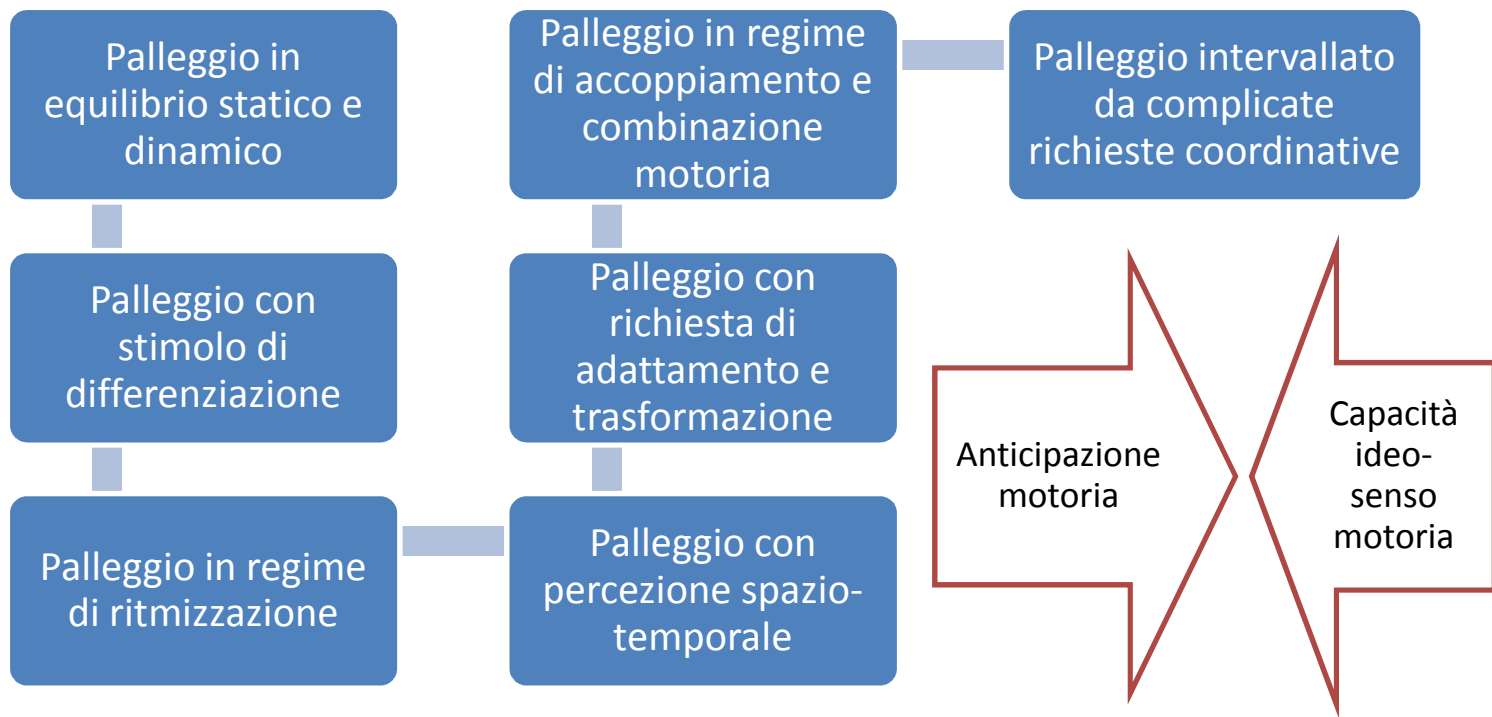 Palleggio in
equilibrio statico e
dinamico
Palleggio con
stimolo di
differenziazione
Palleggio in regime
di ritmizzazione
Palleggio con
percezione spazio-
temporale
Palleggio con
richiesta di
adattamento e
trasformazione
Palleggio in regime
di accoppiamento e
combinazione
motoria
Palleggio intervallato
da complicate
richieste coordinative
Anticipazione
motoria
Capacità
ideo-
senso
motoria